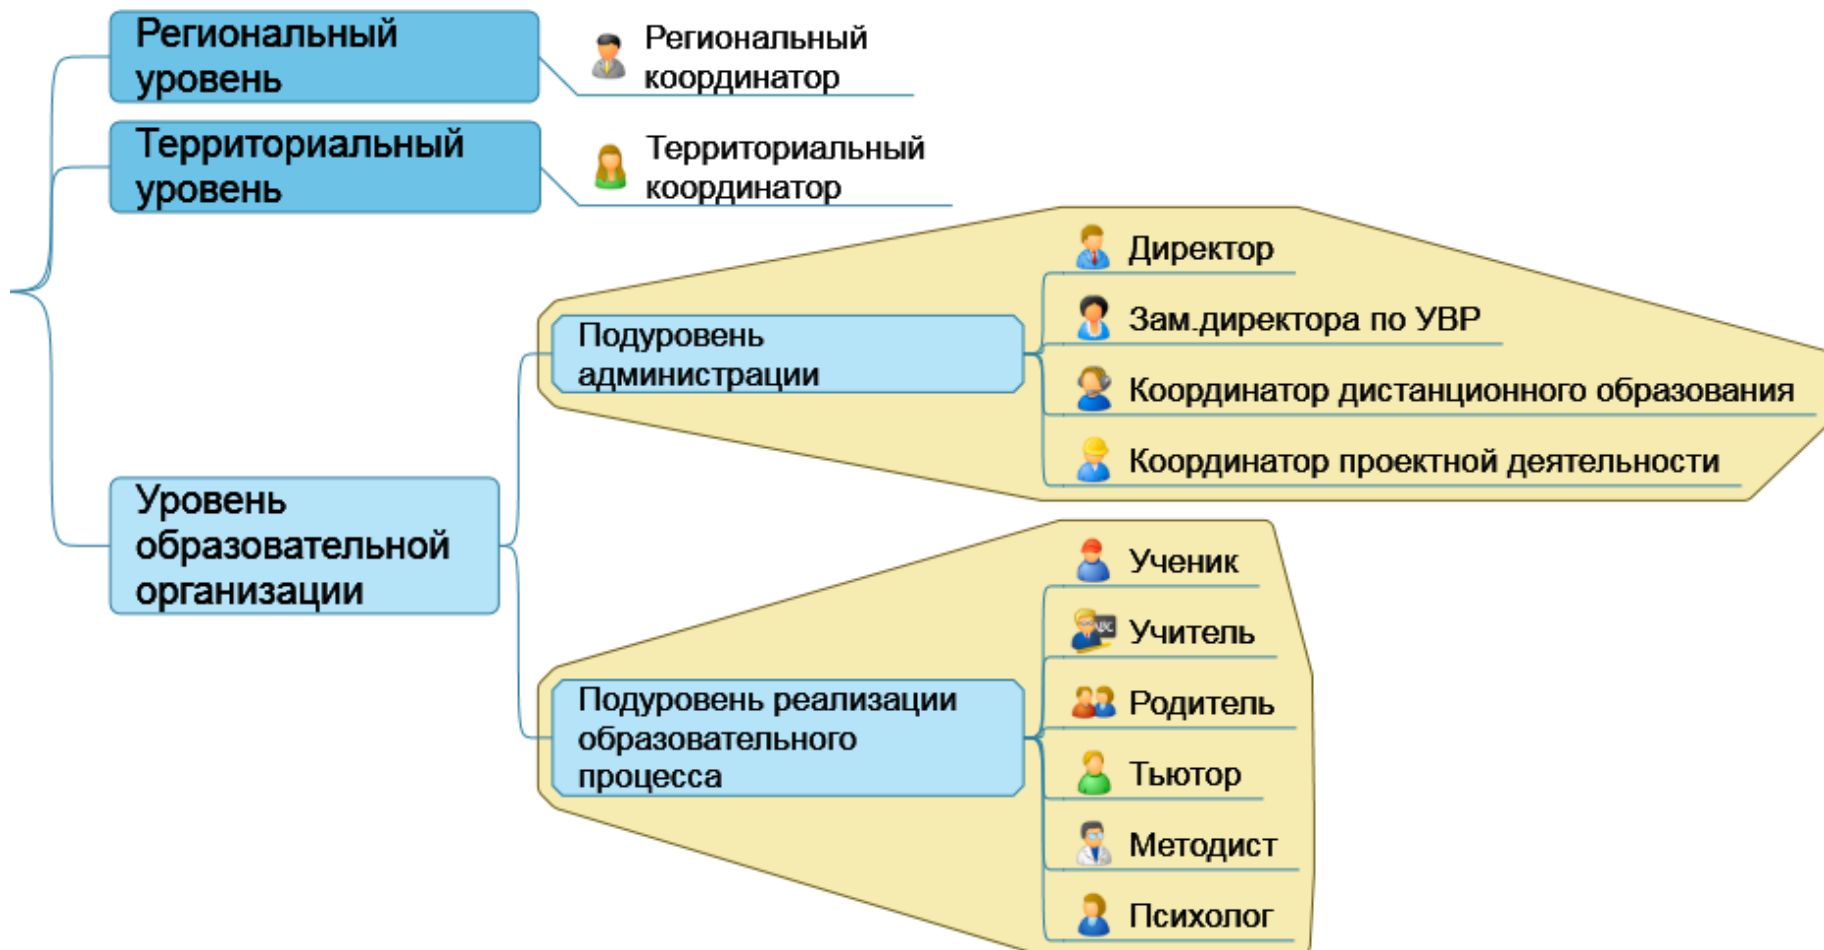 Региональный
уровень
Региональный
координатор
Территориальный
уровень
Территориальный
координатор
Уровень
образовательной
организации
Подуровень
администрации
Директор
Зам.директора по УВР
Координатор дистанционного образования
Координатор проектной деятельности
Подуровень реализации
образовательного
процесса
Ученик
Учитель
Родитель
Тьютор
Методист
Психолог